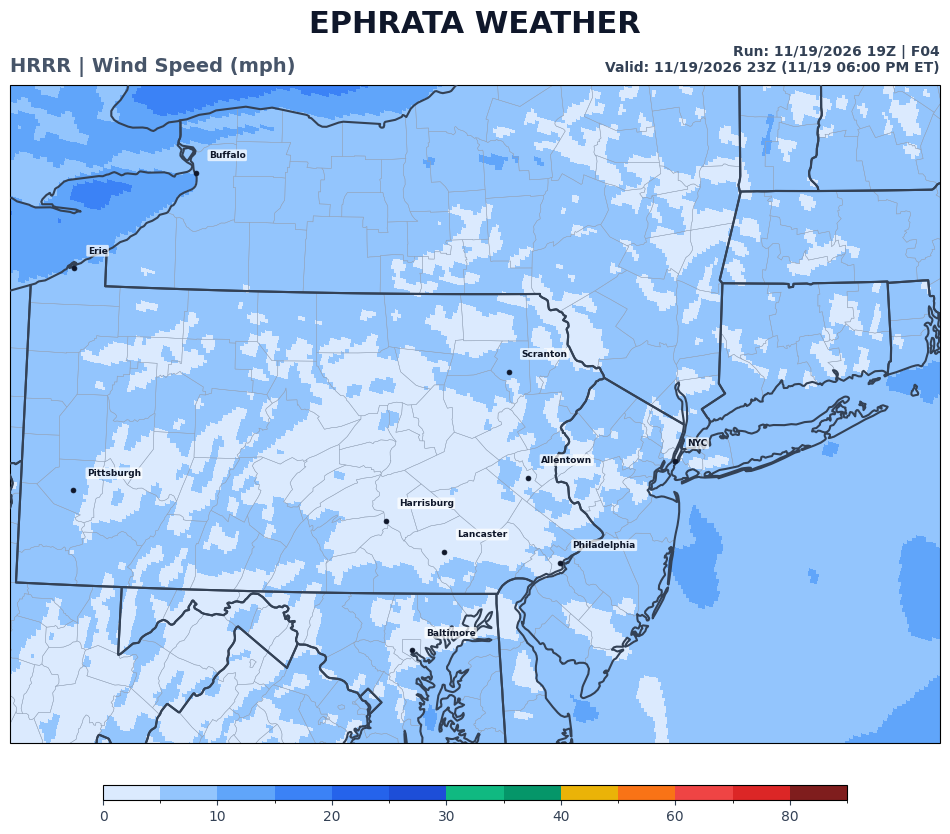 EPHRATA WEATHER
HRRR | Wind Speed (mph)
Run: 11/19/2026 19Z | F04
Valid: 11/19/2026 23Z (11/19 06:00 PM ET)
Buffalo
Erie
Scranton
NYC
Allentown
Pittsburgh
Harrisburg
Lancaster
Philadelphia
Baltimore
0 10 20 30 40 60 80